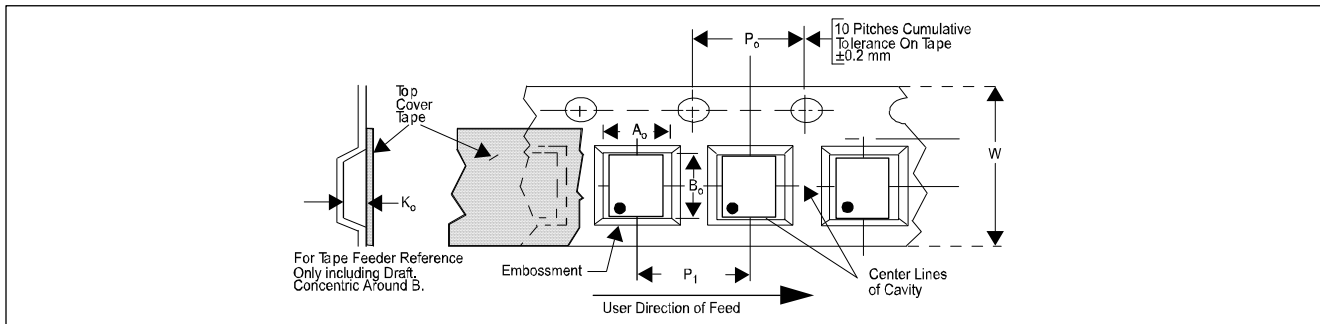 10 Pitches Cumulative
Tolerance On Tape
±0.2 mm
Po
Top
Cover
Tape
Ao
W
Bo
Ko
For Tape Feeder Reference
Only including Draft.
Concentric Around B.
Embossment
P1
Center Lines
of Cavity
User Direction of Feed